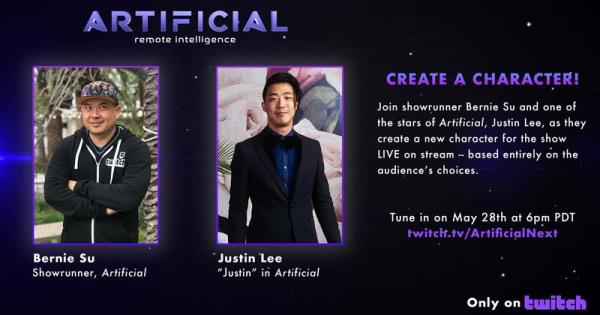 ARTIFICIAL
remote intelligence
CREATE A CHARACTER!
Join showrunner Bernie Su and one of
the stars of Artificial, Justin Lee, as they
create a new character for the show
LIVE on stream -- based entirely on the
audience's choices.
Tune in on May 28th at 6pm PDT
twitch.tv/ArtificialNext
Bernie Su
Showrunner, Artificial
Justin Lee
"Justin" in Artificial
Only on twitch